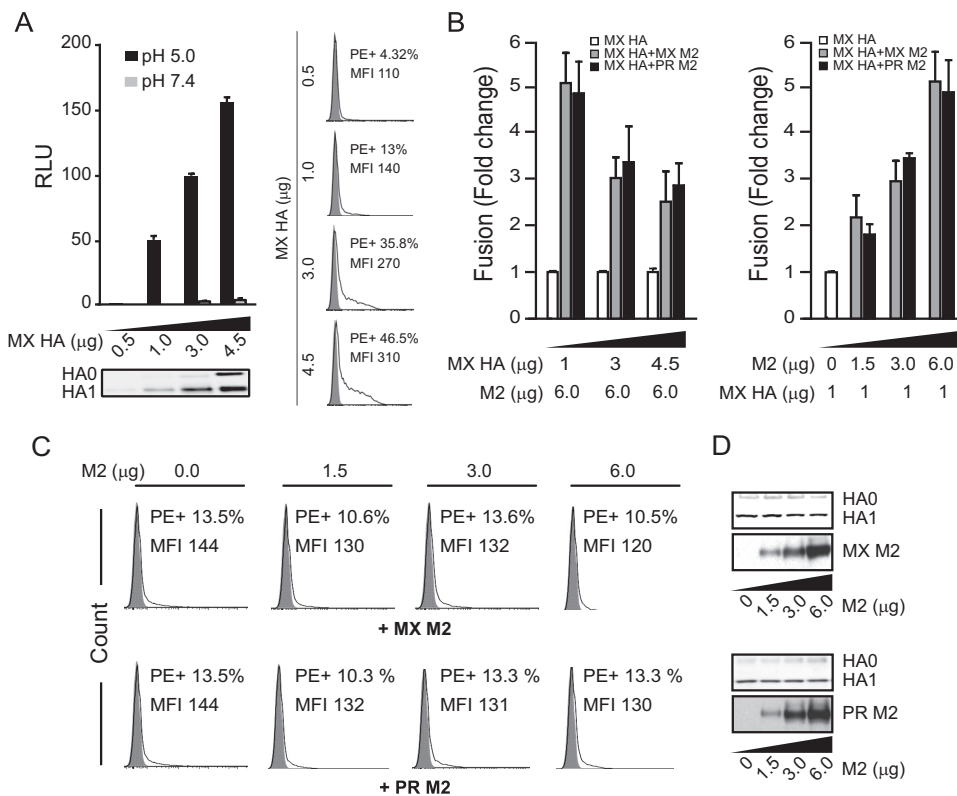 A
200
150
100
50
0
RLU
pH 5.0
pH 7.4
MX HA (μg)
0.5
1.0
3.0
4.5
HA0
HA1
MX HA (μg)
0.5
PE+ 4.32%
MFI 110
1.0
PE+ 13%
MFI 140
3.0
PE+ 35.8%
MFI 270
4.5
PE+ 46.5%
MFI 310
B
Fusion (Fold change)
6
5
4
3
2
1
0
MX HA
MX HA+MX M2
MX HA+PR M2
MX HA (μg) 1 3 4.5
M2 (μg) 6.0 6.0 6.0
Fusion (Fold change)
6
5
4
3
2
1
0
MX HA
MX HA+MX M2
MX HA+PR M2
M2 (μg) 0 1.5 3.0 6.0
MX HA (μg) 1 1 1 1
C
M2 (μg) 0.0 1.5 3.0 6.0
Count
PE+ 13.5% PE+ 10.6% PE+ 13.6% PE+ 10.5%
MFI 144 MFI 130 MFI 132 MFI 120
+ MX M2
PE+ 13.5% PE+ 10.3 % PE+ 13.3 % PE+ 13.3 %
MFI 144 MFI 132 MFI 131 MFI 130
+ PR M2
D
HA0
HA1
MX M2
0 1.5 3.0 6.0 M2 (μg)
HA0
HA1
PR M2
0 1.5 3.0 6.0 M2 (μg)